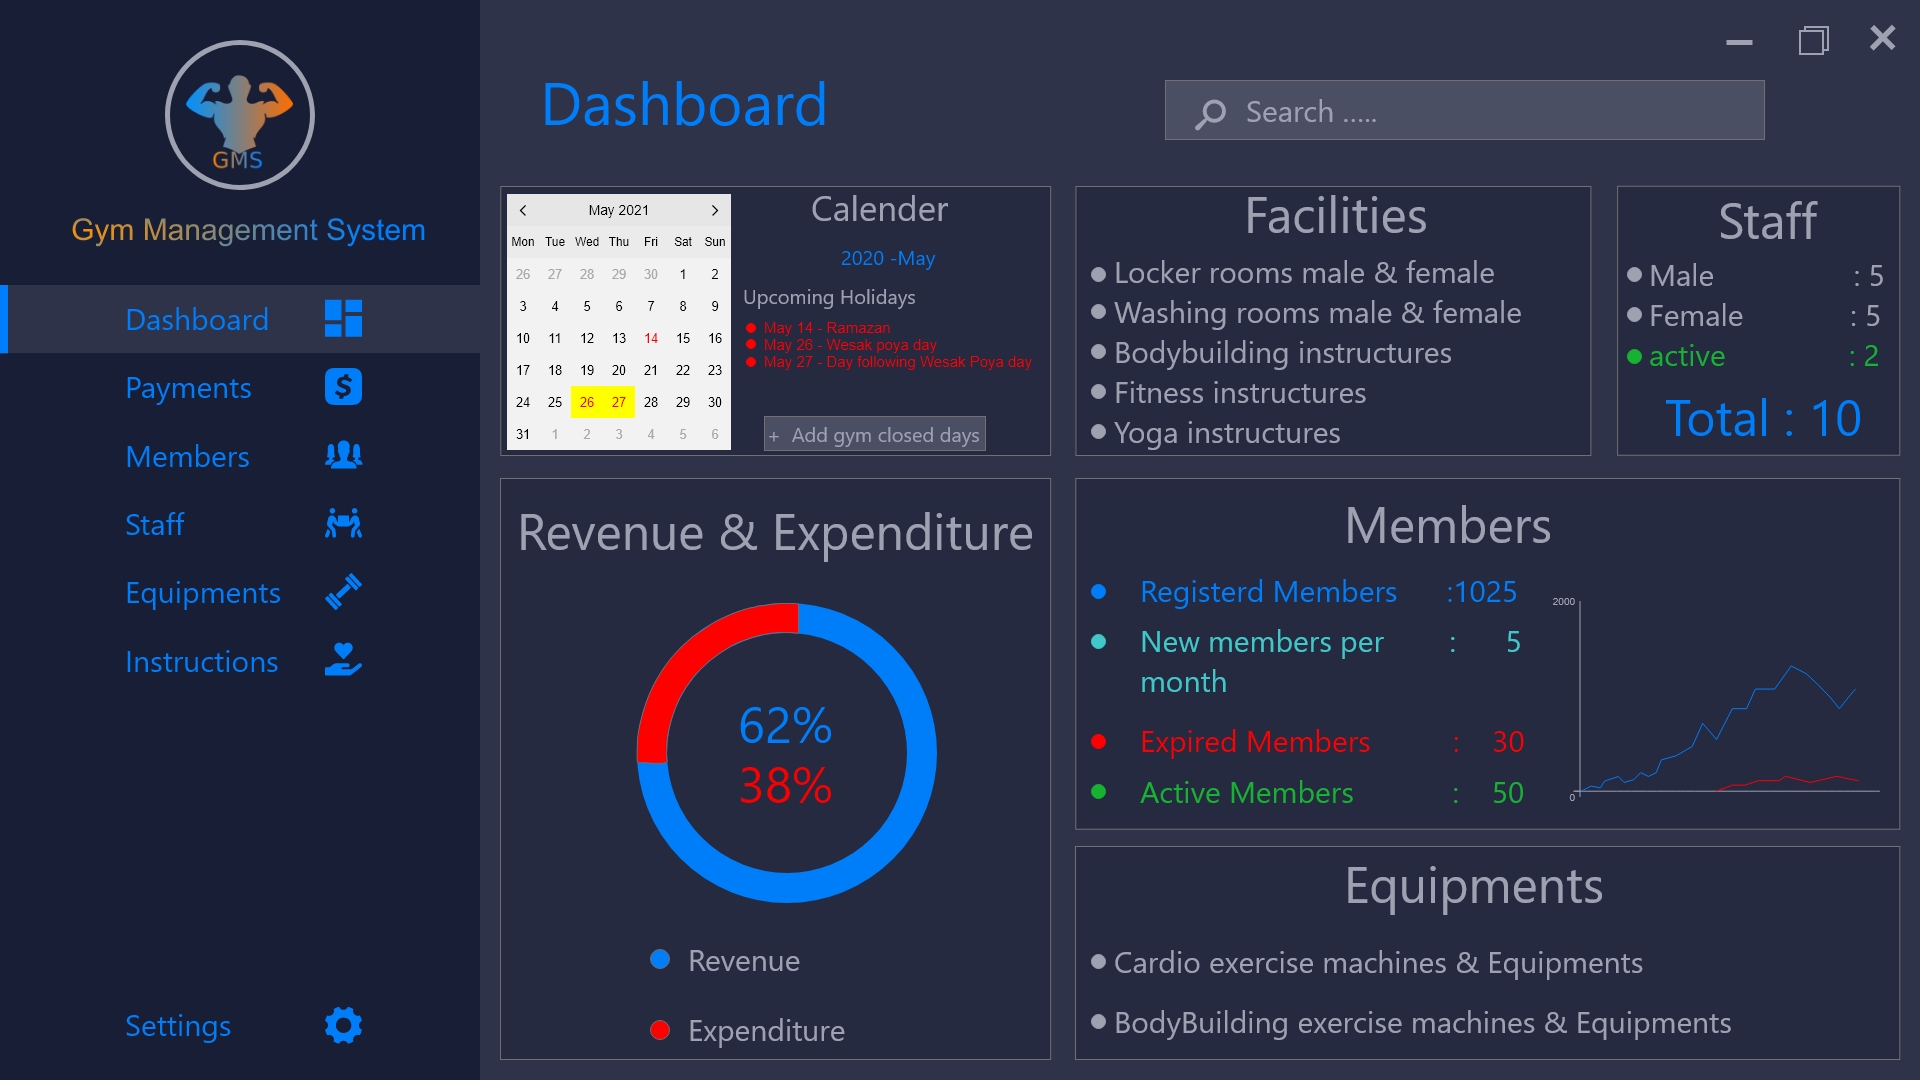 GMS
Gym Management System
Dashboard
Payments
Members
Staff
Equipments
Instructions
Settings
Dashboard
Search .....
May 2021
Mon Tue Wed Thu Fri Sat Sun
26 27 28 29 30 1 2
3 4 5 6 7 8 9
10 11 12 13 14 15 16
17 18 19 20 21 22 23
24 25 26 27 28 29 30
31 1 2 3 4 5 6
Calender
2020 -May
Upcoming Holidays
May 14 - Ramazan
May 26 - Wesak poya day
May 27 - Day following Wesak Poya day
+ Add gym closed days
Facilities
Locker rooms male & female
Washing rooms male & female
Bodybuilding instructures
Fitness instructures
Yoga instructures
Staff
Male : 5
Female : 5
active : 2
Total : 10
Revenue & Expenditure
62%
38%
Revenue
Expenditure
Members
Registerd Members :1025
New members per : 5
month
Expired Members : 30
Active Members : 50
2000
0
Equipments
Cardio exercise machines & Equipments
BodyBuilding exercise machines & Equipments